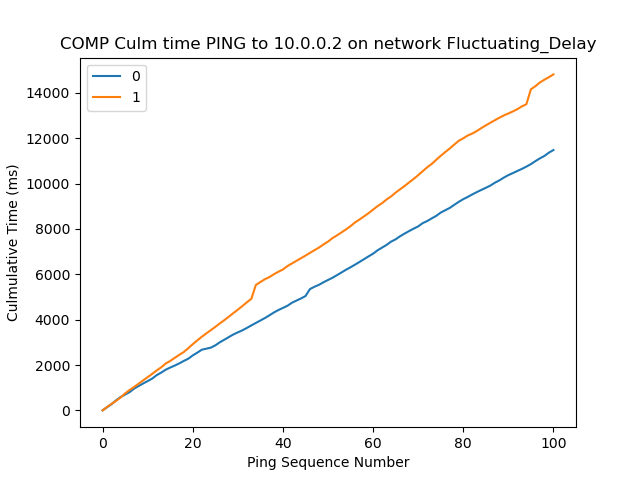 COMP Culm time PING to 10.0.0.2 on network Fluctuating_Delay
0
1
Culmulative Time (ms)
14000
12000
10000
8000
6000
4000
2000
0
0 20 40 60 80 100
Ping Sequence Number